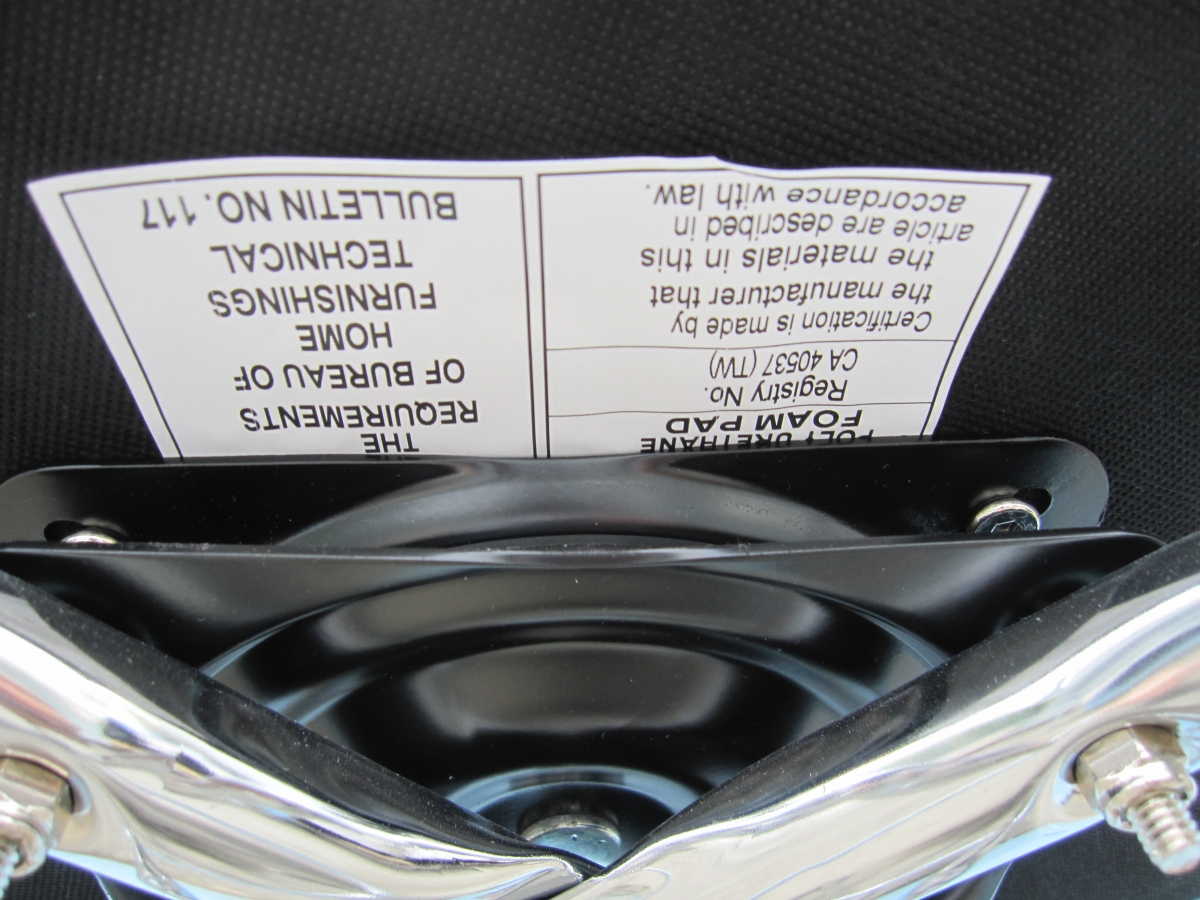 POLYURETHANE
FOAM PAD
Registry No.
CA 40537 (TW)
Certification is made by
the manufacturer that
the materials in this
article are described in
accordance with law.
THE
REQUIREMENTS
OF BUREAU OF
HOME
FURNISHINGS
TECHNICAL
BULLETIN NO. 117